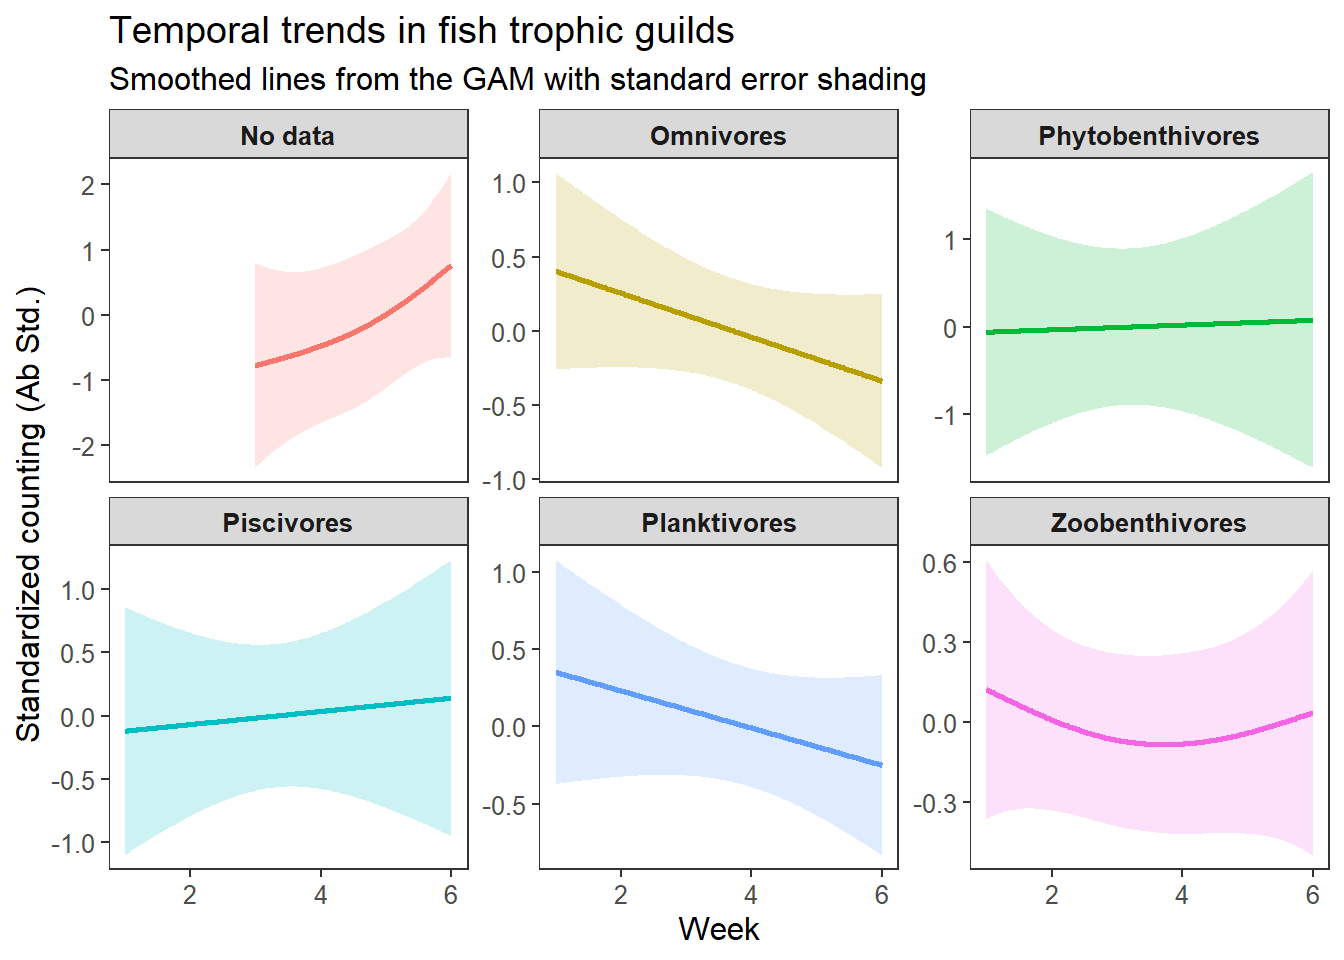 Temporal trends in fish trophic guilds
Smoothed lines from the GAM with standard error shading
No data
Omnivores
Phytobenthivores
2
1
0
-1
-2
1.0
0.5
0.0
-0.5
-1.0
1
0
-1
Piscivores
Planktivores
Zoobenthivores
1.0
0.5
0.0
-0.5
-1.0
1.0
0.5
0.0
-0.5
0.6
0.3
0.0
-0.3
2 4 6
2 4 6
2 4 6
Week
Standardized counting (Ab Std.)